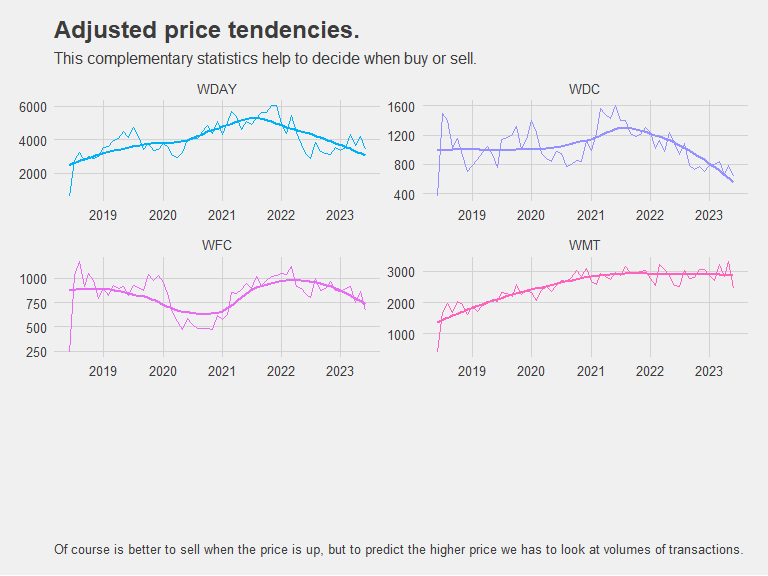 Adjusted price tendencies.
This complementary statistics help to decide when buy or sell.
WDAY
6000
4000
2000
2019 2020 2021 2022 2023
WDC
1600
1200
800
400
2019 2020 2021 2022 2023
WFC
1000
750
500
250
2019 2020 2021 2022 2023
WMT
3000
2000
1000
2019 2020 2021 2022 2023
Of course is better to sell when the price is up, but to predict the higher price we has to look at volumes of transactions.